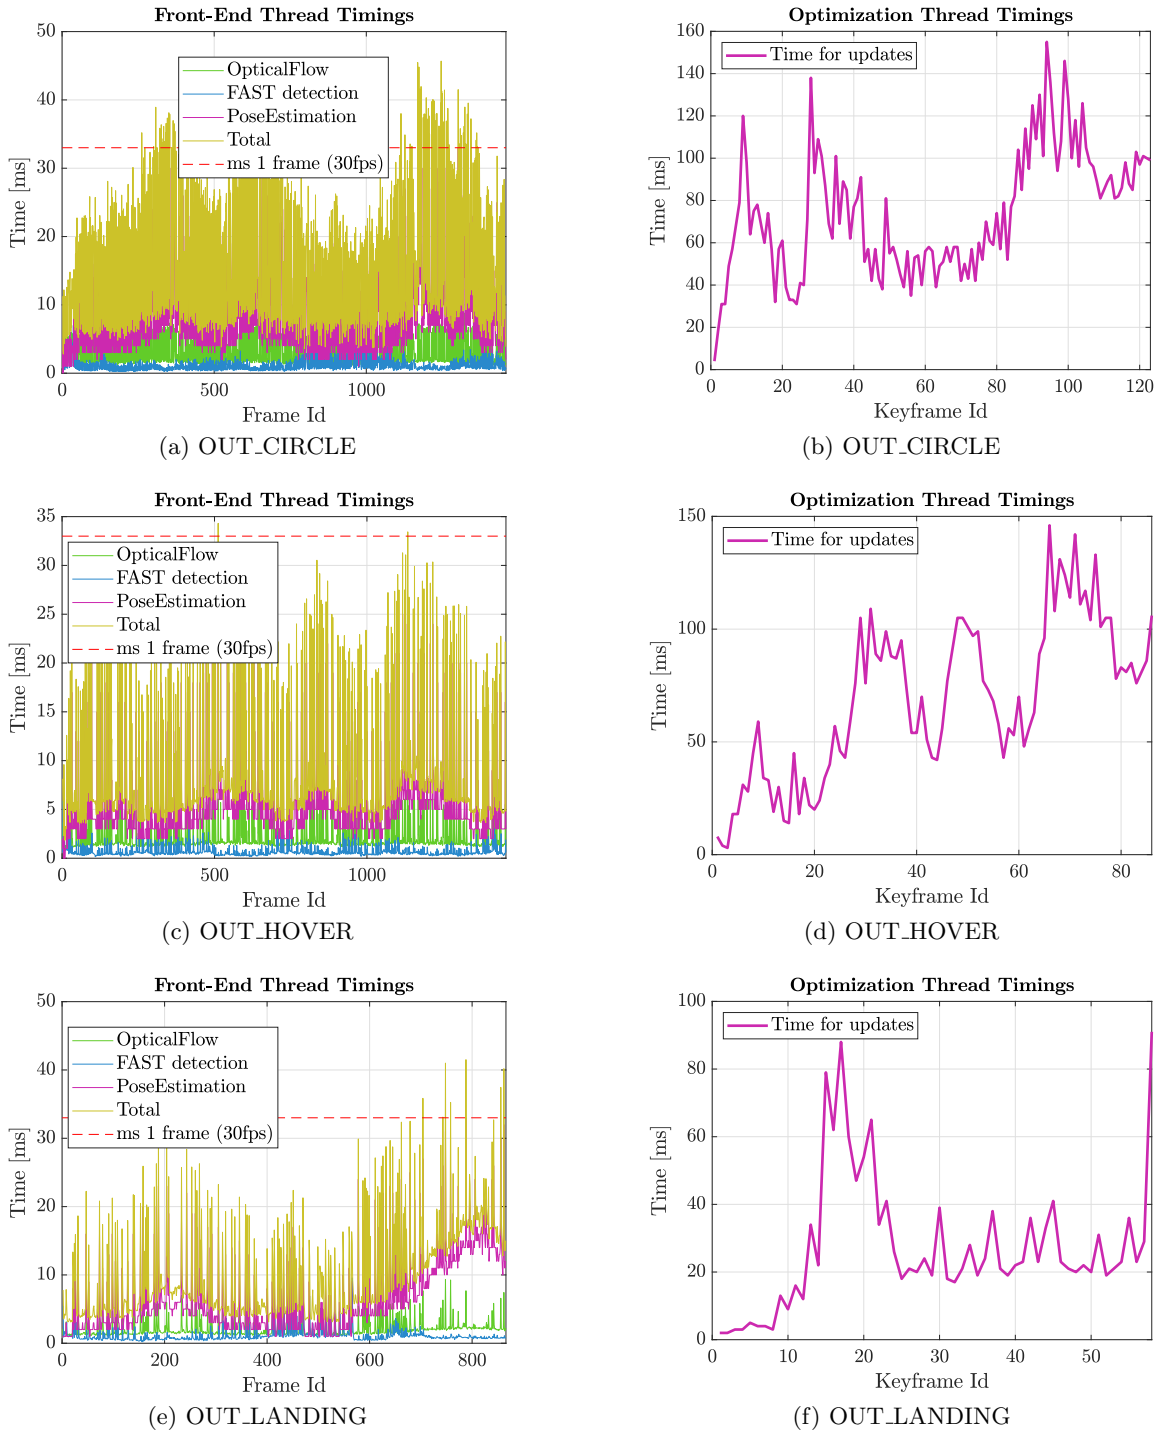 Front-End Thread Timings
50
40
30
20
10
0
Time [ms]
OpticalFlow
FAST detection
PoseEstimation
Total
ms 1 frame (30fps)
0 500 1000
Frame Id
(a) OUT_CIRCLE
Optimization Thread Timings
160
140
120
100
80
60
40
20
0
Time [ms]
Time for updates
0 20 40 60 80 100 120
Keyframe Id
(b) OUT_CIRCLE
Front-End Thread Timings
35
30
25
20
15
10
5
0
Time [ms]
OpticalFlow
FAST detection
PoseEstimation
Total
ms 1 frame (30fps)
0 500 1000
Frame Id
(c) OUT_HOVER
Optimization Thread Timings
150
100
50
0
Time [ms]
Time for updates
0 20 40 60 80
Keyframe Id
(d) OUT_HOVER
Front-End Thread Timings
50
40
30
20
10
0
Time [ms]
OpticalFlow
FAST detection
PoseEstimation
Total
ms 1 frame (30fps)
0 200 400 600 800
Frame Id
(e) OUT_LANDING
Optimization Thread Timings
100
80
60
40
20
0
Time [ms]
Time for updates
0 10 20 30 40 50
Keyframe Id
(f) OUT_LANDING